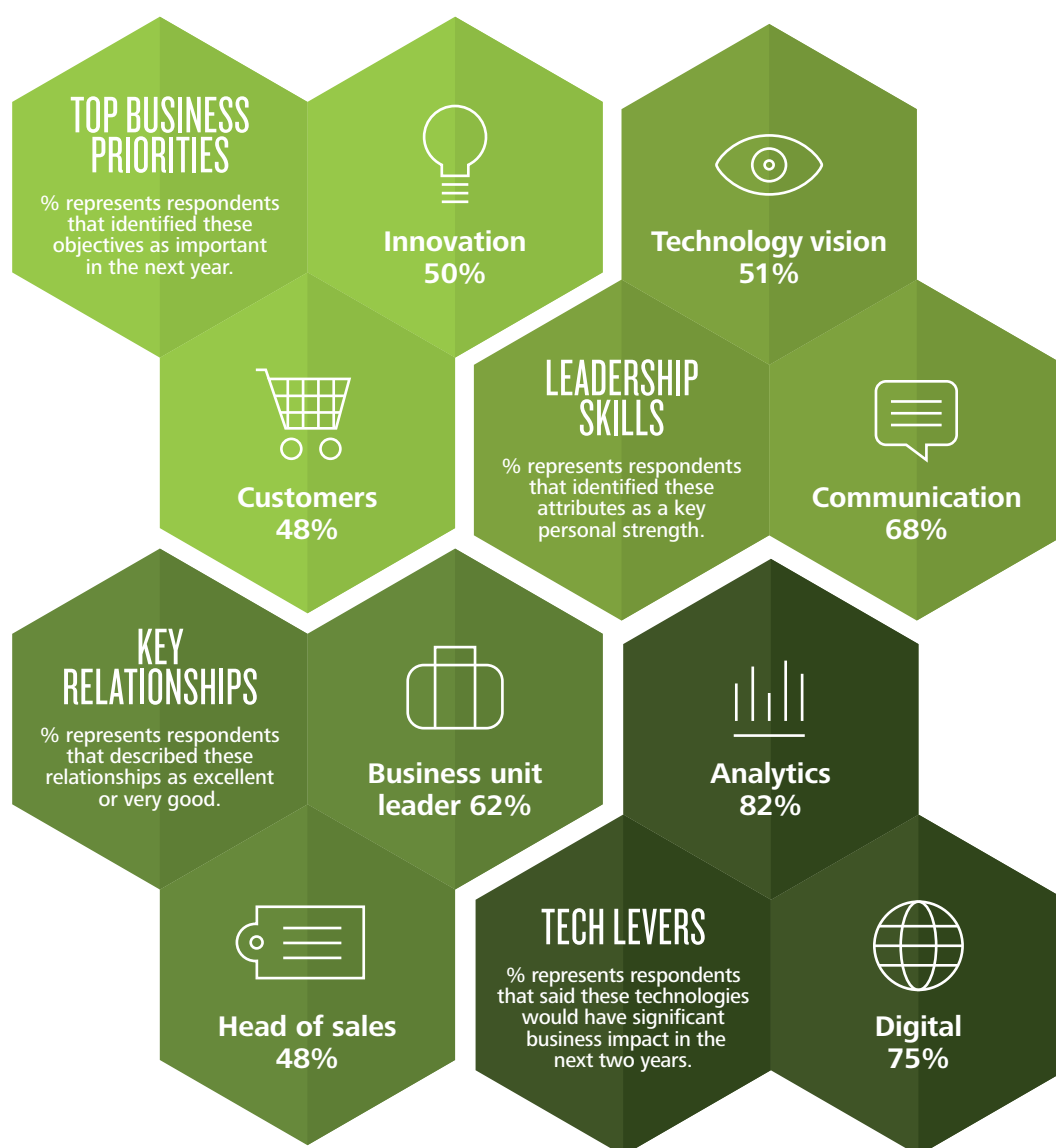 TOP BUSINESS
PRIORITIES
% represents respondents
that identified these
objectives as important
in the next year.
Innovation
50%
Customers
48%
Technology vision
51%
LEADERSHIP
SKILLS
% represents respondents
that identified these
attributes as a key
personal strength.
Communication
68%
KEY
RELATIONSHIPS
% represents respondents
that described these
relationships as excellent
or very good.
Business unit
leader 62%
Head of sales
48%
Analytics
82%
TECH LEVERS
% represents respondents
that said these technologies
would have significant
business impact in the
next two years.
Digital
75%